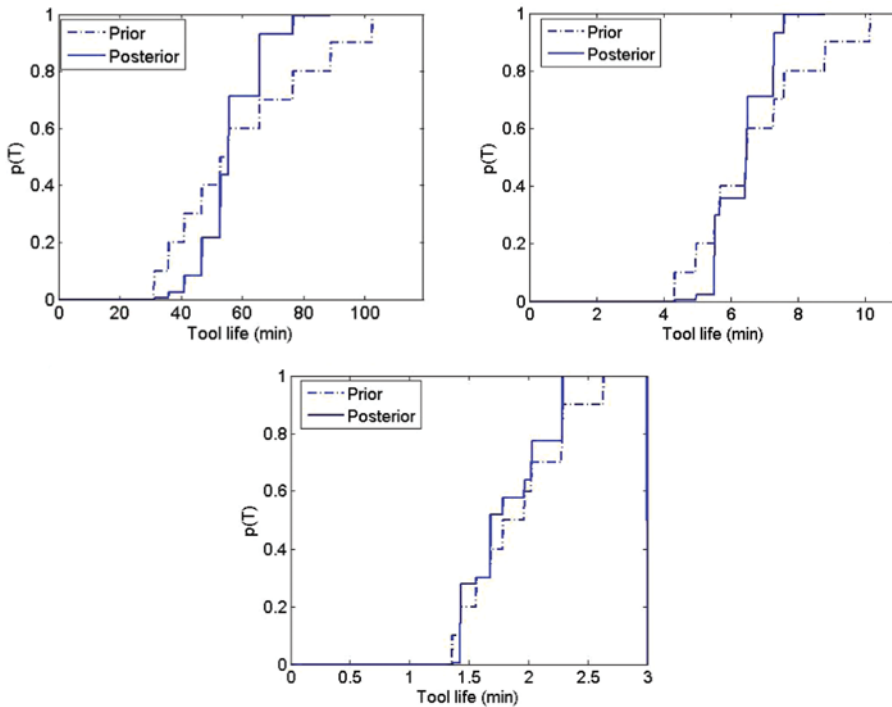 1
0.8
0.6
0.4
0.2
0
p(T)
Prior
Posterior
0 20 40 60 80 100
Tool life (min)
1
0.8
0.6
0.4
0.2
0
p(T)
Prior
Posterior
0 2 4 6 8 10
Tool life (min)
1
0.8
0.6
0.4
0.2
0
p(T)
Prior
Posterior
0 0.5 1 1.5 2 2.5 3
Tool life (min)